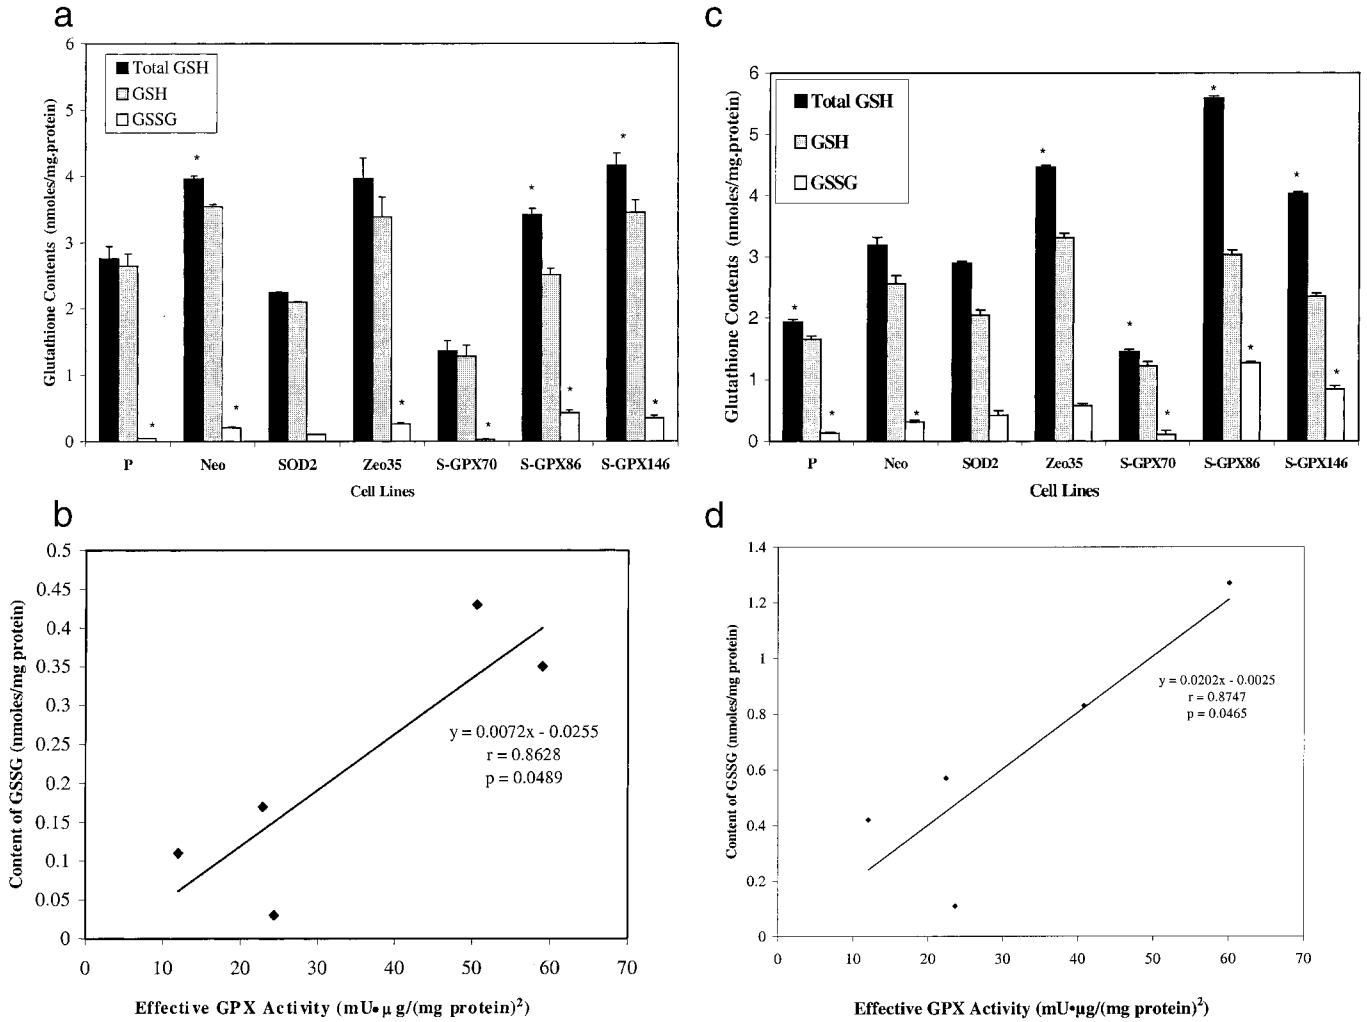 a
6
5
4
3
2
1
0
Glutathione Contents (nmoles/mg.protein)
Total GSH
GSH
GSSG
*
*
*
*
*
*
*
*
*
P Neo SOD2 Zeo35 S-GPX70 S-GPX86 S-GPX146
Cell Lines
c
6
5
4
3
2
1
0
Glutathione Contents (nmoles/mg.protein)
Total GSH
GSH
GSSG
*
*
*
*
*
*
*
*
*
*
*
P Neo SOD2 Zeo35 S-GPX70 S-GPX86 S-GPX146
Cell Lines
b
0.5
0.45
0.4
0.35
0.3
0.25
0.2
0.15
0.1
0.05
0
Content of GSSG (nmoles/mg protein)
y = 0.0072x - 0.0255
r = 0.8628
p = 0.0489
0 10 20 30 40 50 60 70
Effective GPX Activity (mU•μg/(mg protein)²
d
1.4
1.2
1
0.8
0.6
0.4
0.2
0
Content of GSSG (nmoles/mg protein)
y = 0.0202x - 0.0025
r = 0.8747
p = 0.0465
0 10 20 30 40 50 60 70
Effective GPX Activity (mU•μg/(mg protein)²)